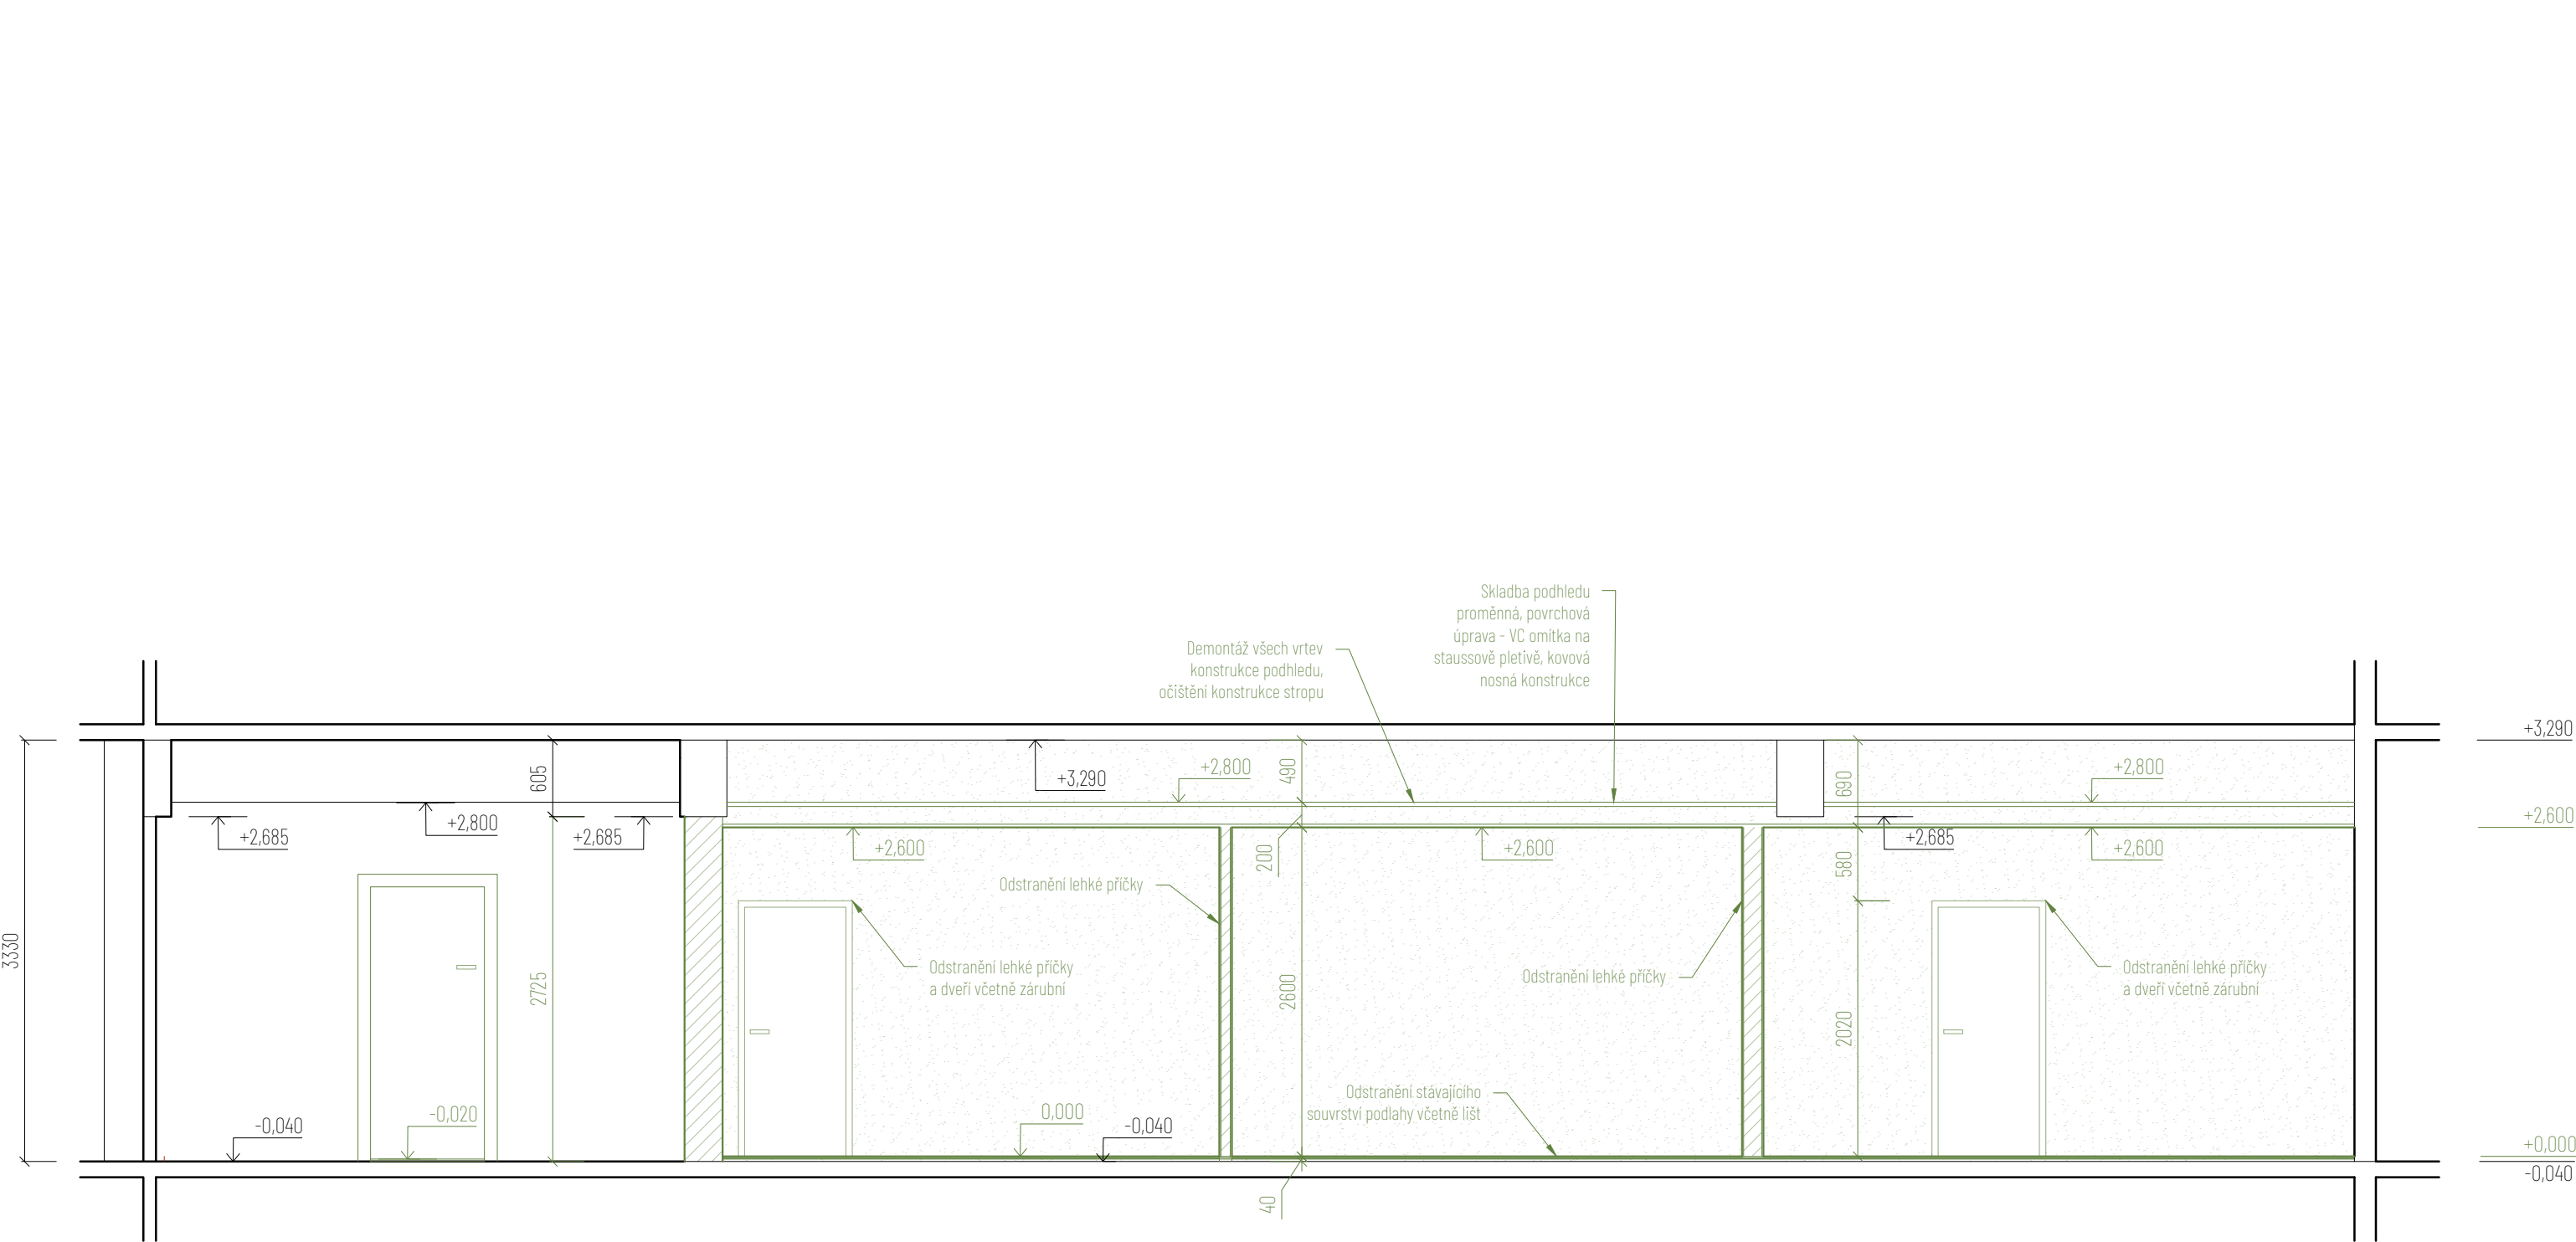 Skladba podhledu
proměnná, povrchová
úprava - VC omítka na
staussově pletivě, kovová
nosná konstrukce
Demontáž všech vrtev
konstrukce podhledu,
očištění konstrukce stropu
+3,290
+2,800
+2,800
+3,290
605
490
690
+2,685
+2,800
+2,685
+2,600
+2,600
+2,685
+2,600
+2,600
200
580
Odstranění lehké příčky
3330
2725
2600
2020
Odstranění lehké příčky
a dveří včetně zárubní
Odstranění lehké příčky
Odstranění lehké příčky
a dveří včetně zárubní
Odstranění stávajícího
souvrství podlahy včetně lišt
-0,040
-0,020
0,000
-0,040
+0,000
-0,040
40